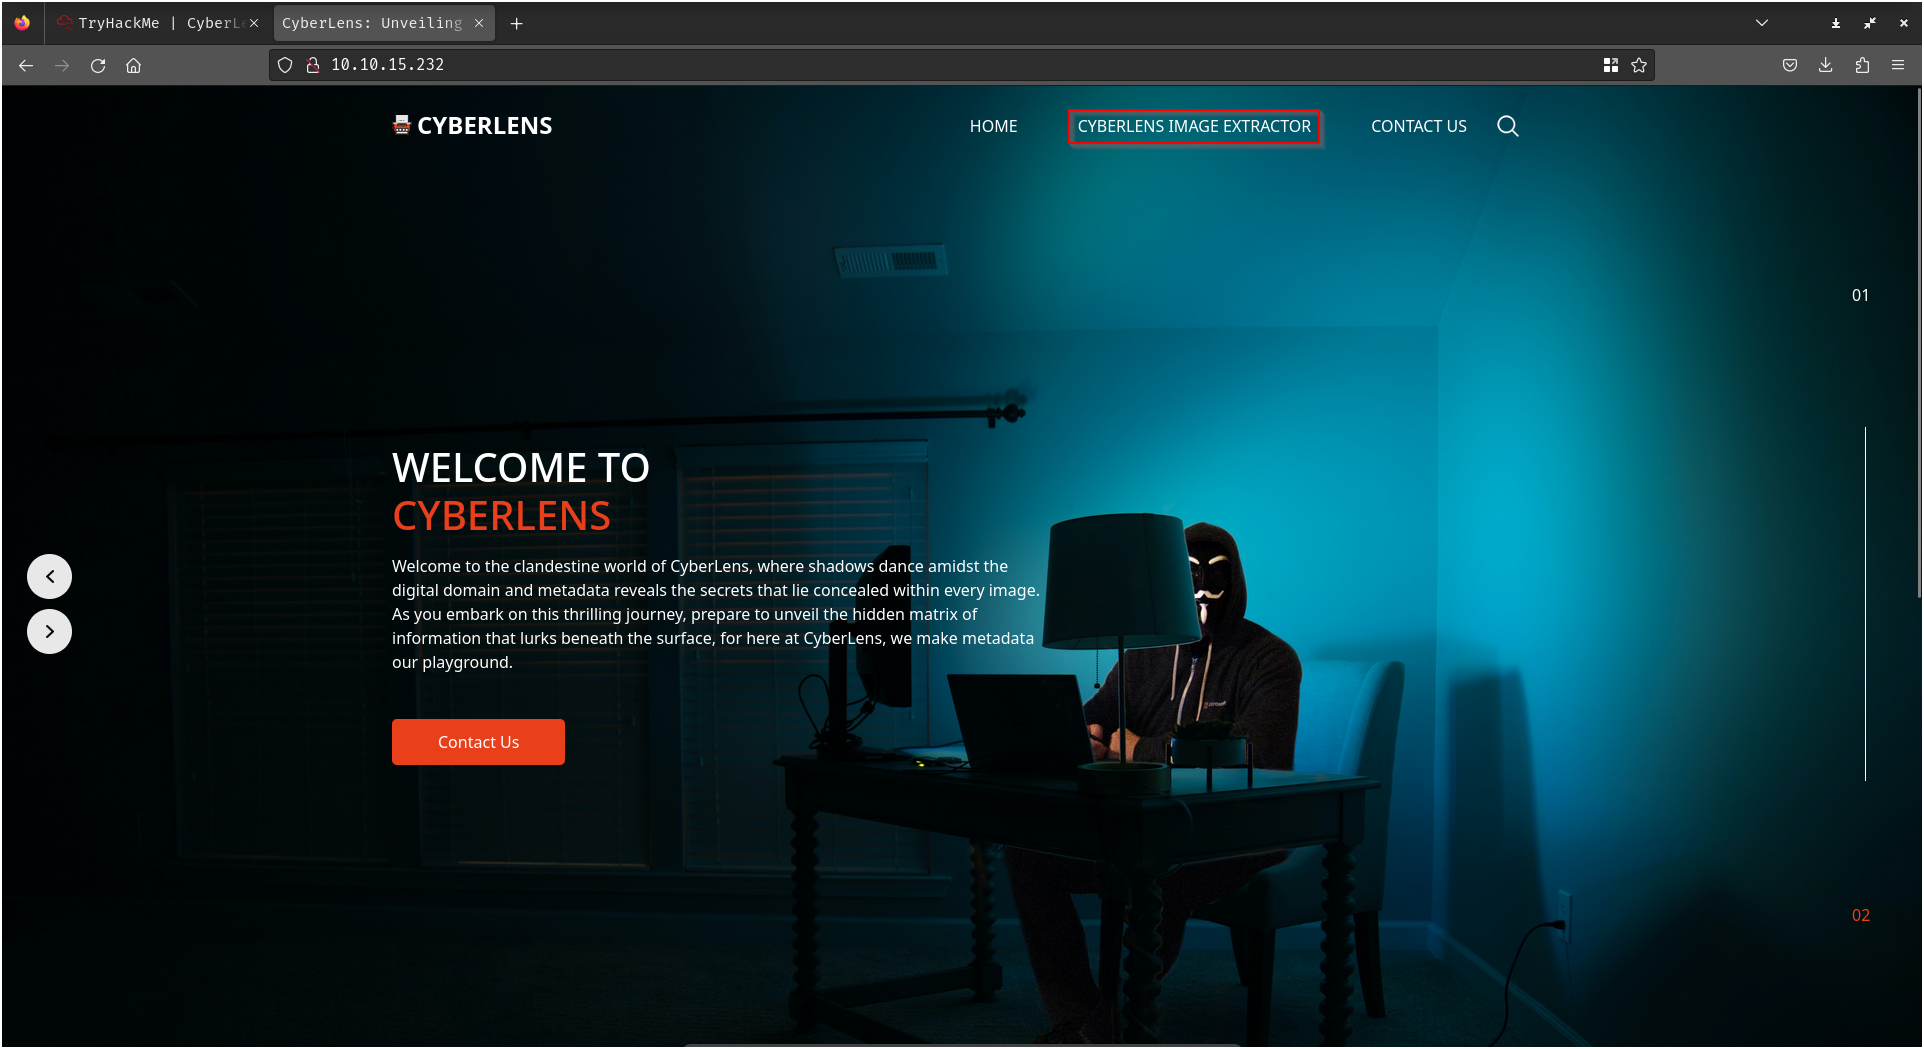 TryHackMe | CyberLe
CyberLens: Unveiling
10.10.15.232
CYBERLENS
HOME
CYBERLENS IMAGE EXTRACTOR
CONTACT US
01
WELCOME TO
CYBERLENS
Welcome to the clandestine world of CyberLens, where shadows dance amidst the
digital domain and metadata reveals the secrets that lie concealed within every image.
As you embark on this thrilling journey, prepare to unveil the hidden matrix of
information that lurks beneath the surface, for here at CyberLens, we make metadata
our playground.
Contact Us
02